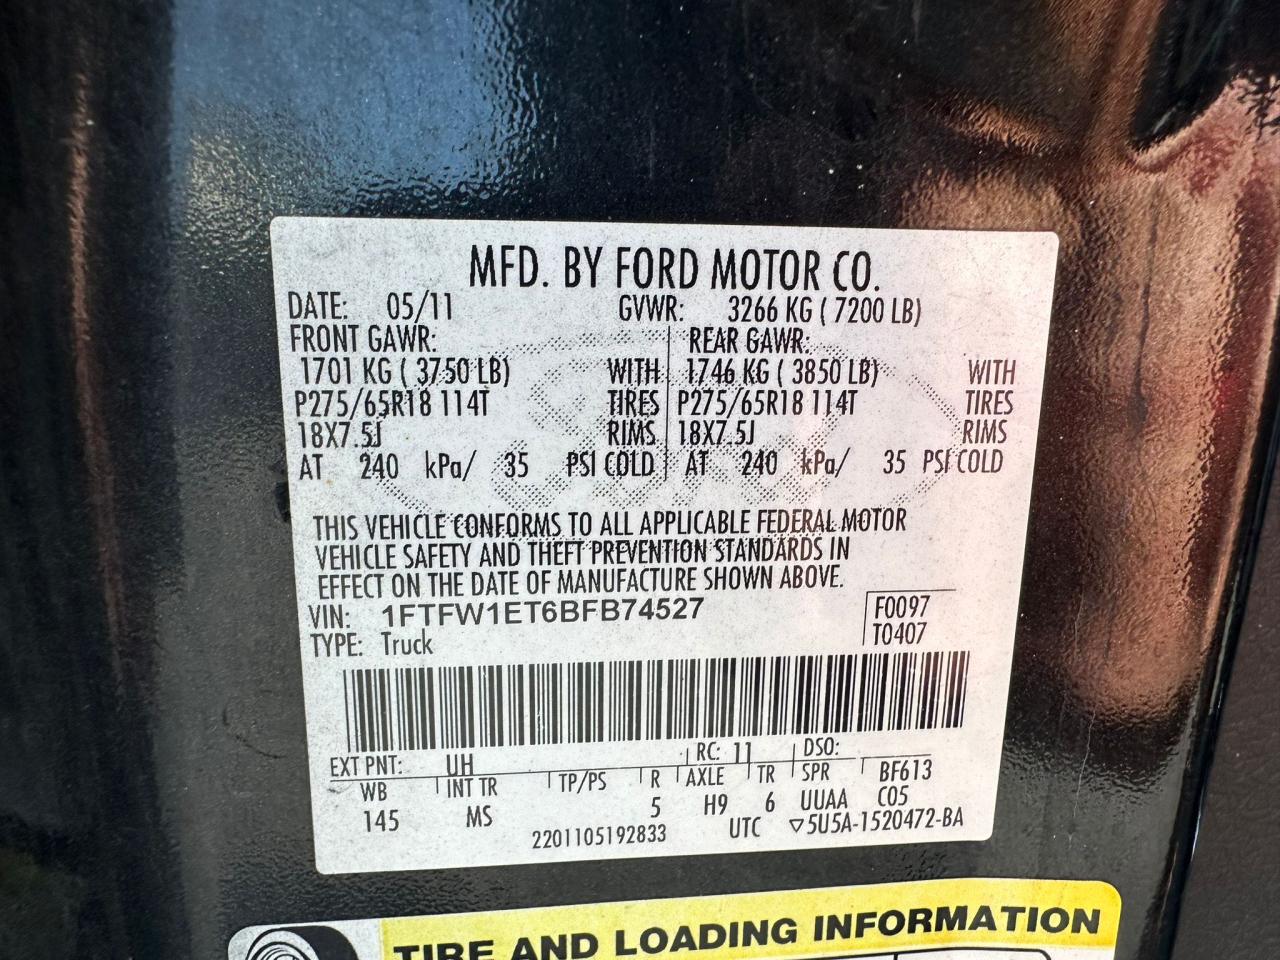 MFD. BY FORD MOTOR CO.
DATE: 05/11 GVWR: 3266 KG ( 7200 LB)
FRONT GAWR: REAR GAWR:
1701 KG ( 3750 LB) WITH 1746 KG ( 3850 LB) WITH
P275/65R18 114T TIRES P275/65R18 114T TIRES
18X7.5J RIMS 18X7.5J RIMS
AT 240 kPa/ 35 PSI COLD AT 240 kPa/ 35 PSI COLD
THIS VEHICLE CONFORMS TO ALL APPLICABLE FEDERAL MOTOR
VEHICLE SAFETY AND THEFT PREVENTION STANDARDS IN
EFFECT ON THE DATE OF MANUFACTURE SHOWN ABOVE.
VIN: 1FTFW1ET6BFB74527 F0097
TYPE: Truck T0407
EXT PNT: UH RC: 11 DSO:
WB INT TR TP/PS R AXLE TR SPR BF613
145 MS 5 H9 6 UUAA C05
2201105192833 UTC ▽5U5A-1520472-BA
TIRE AND LOADING INFORMATION